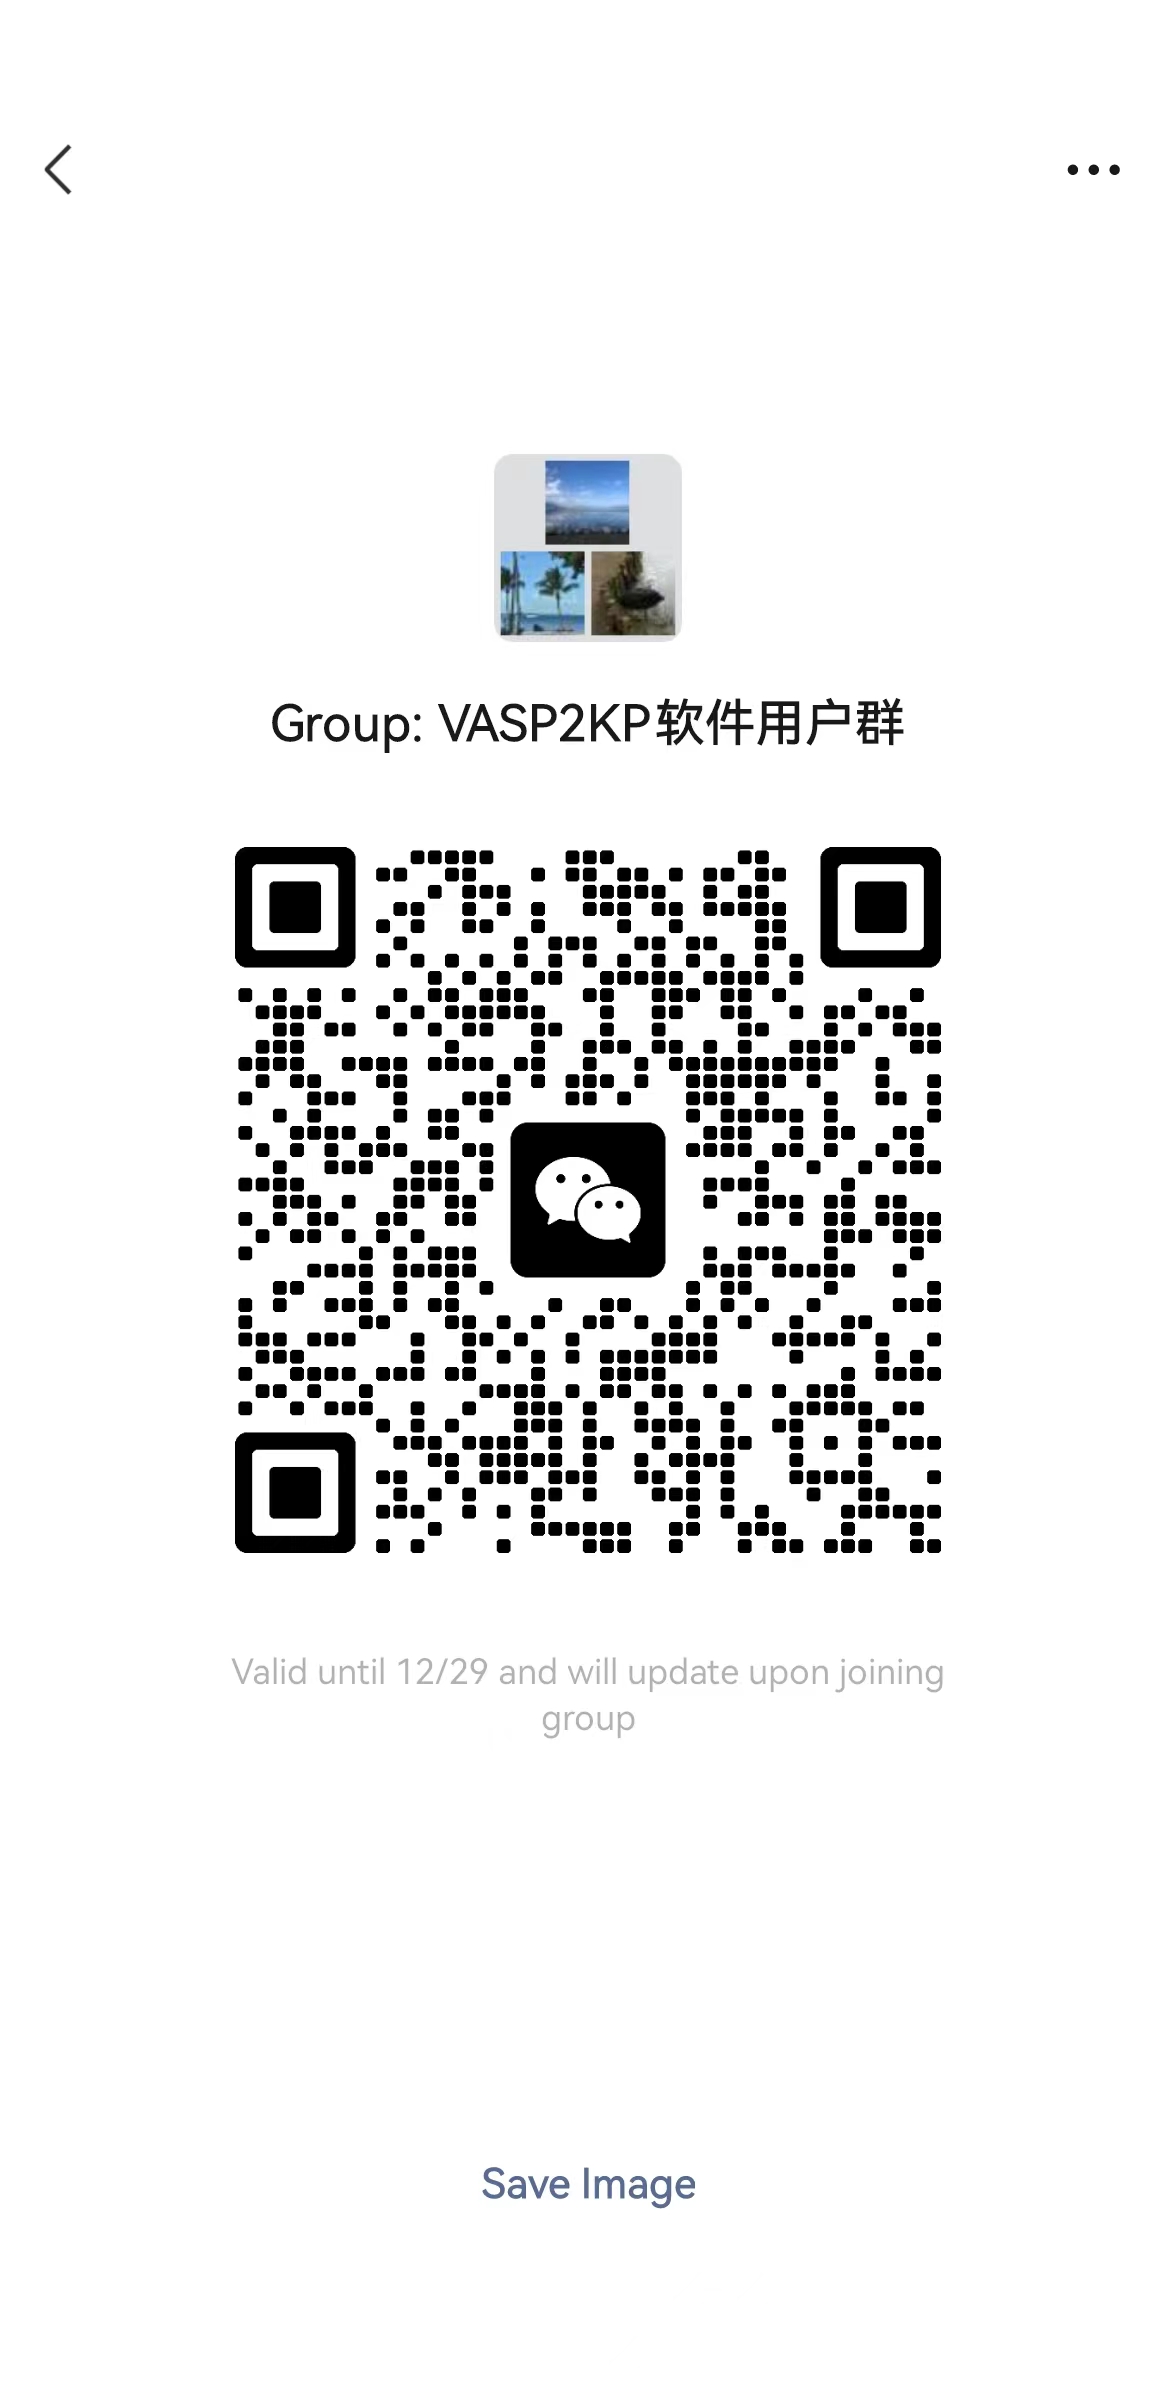 Group: VASP2KP软件用户群
Valid until 12/29 and will update upon joining
group
Save Image